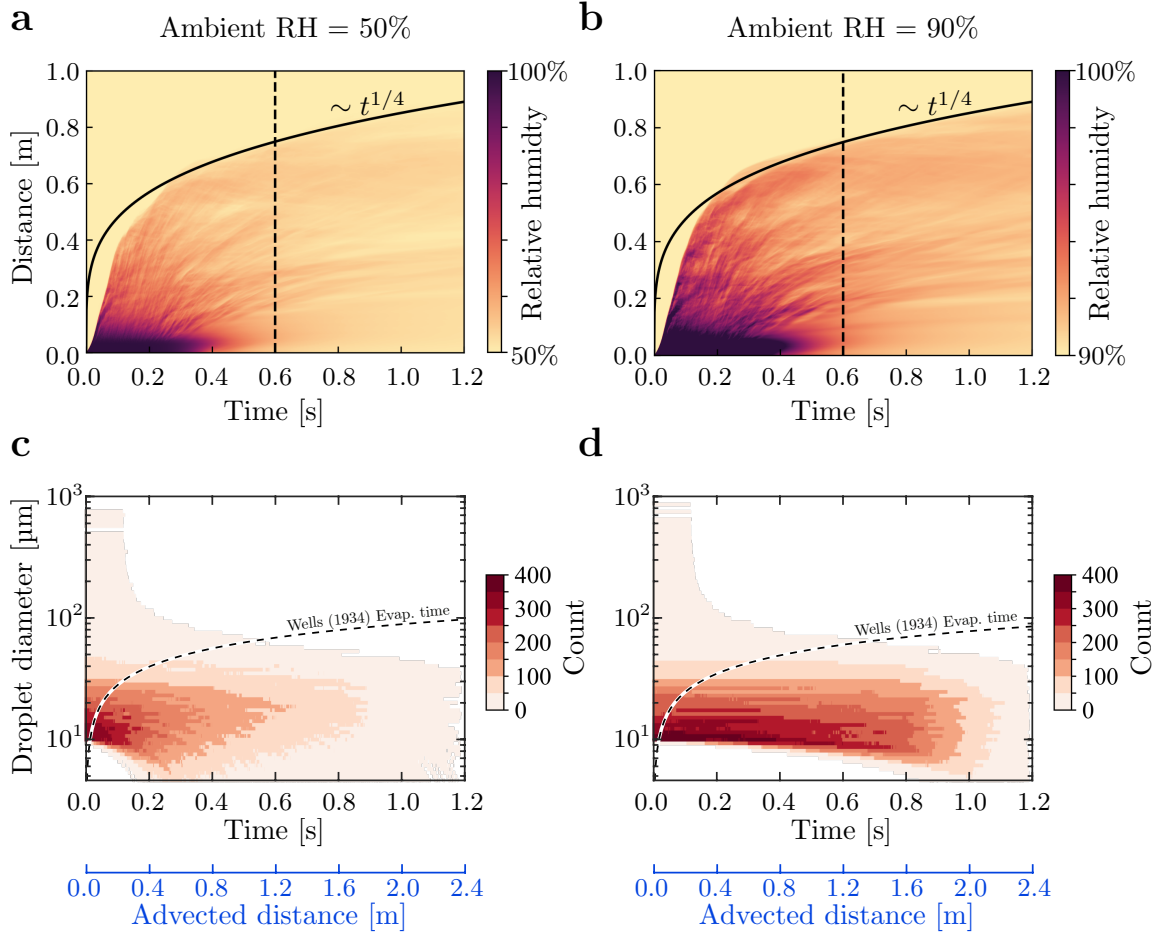 a
Ambient RH = 50%
b
Ambient RH = 90%
Distance [m]
1.0
0.8
0.6
0.4
0.2
0.0
∼ t^{1/4}
0.0 0.2 0.4 0.6 0.8 1.0 1.2
Time [s]
100%
50%
Relative humidty
1.0
0.8
0.6
0.4
0.2
0.0
∼ t^{1/4}
0.0 0.2 0.4 0.6 0.8 1.0 1.2
Time [s]
100%
90%
Relative humidty
c
Droplet diameter [µm]
10^3
10^2
10^1
Wells (1934) Evap. time
0.0 0.2 0.4 0.6 0.8 1.0 1.2
Time [s]
400
300
200
100
0
Count
0.0 0.4 0.8 1.2 1.6 2.0 2.4
Advected distance [m]
d
10^3
10^2
10^1
Wells (1934) Evap. time
0.0 0.2 0.4 0.6 0.8 1.0 1.2
Time [s]
400
300
200
100
0
Count
0.0 0.4 0.8 1.2 1.6 2.0 2.4
Advected distance [m]